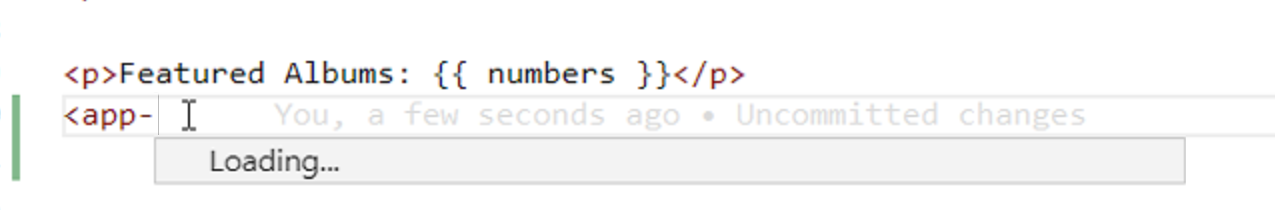 <p>Featured Albums: {{ numbers }}</p>
<app- You, a few seconds ago • Uncommitted changes
Loading...